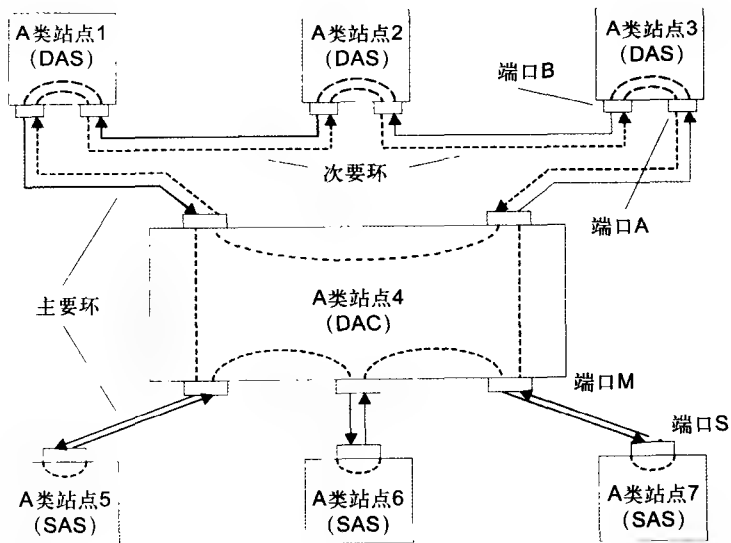 A类站点1
(DAS)
A类站点2
(DAS)
A类站点3
(DAS)
端口B
次要环
端口A
主要环
A类站点4
(DAC)
端口M
端口S
A类站点5
(SAS)
A类站点6
(SAS)
A类站点7
(SAS)